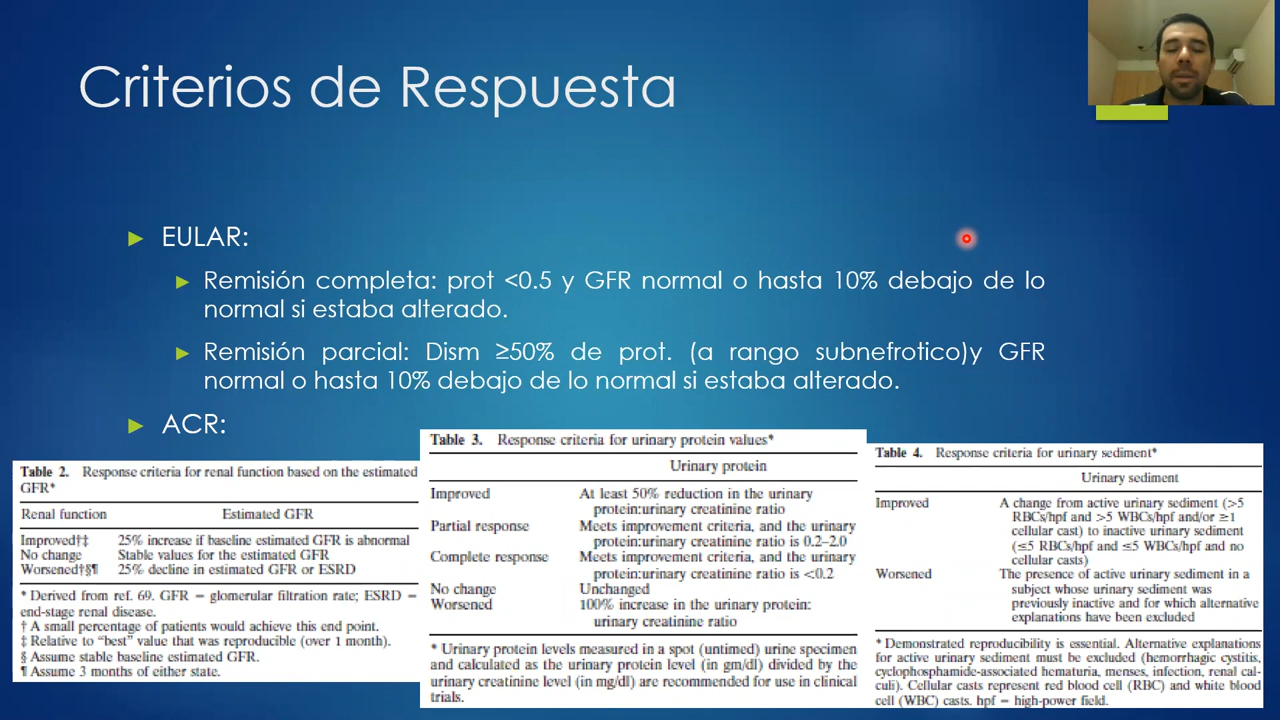 Criterios de Respuesta
EULAR:
Remisión completa: prot <0.5 y GFR normal o hasta 10% debajo de lo
normal si estaba alterado.
Remisión parcial: Dism ≥50% de prot. (a rango subnefrotico)y GFR
normal o hasta 10% debajo de lo normal si estaba alterado.
ACR:
Table 2. Response criteria for renal function based on the estimated
GFR*
Renal function Estimated GFR
Improved†‡ 25% increase if baseline estimated GFR is abnormal
No change Stable values for the estimated GFR
Worsened†§¶ 25% decline in estimated GFR or ESRD
* Derived from ref. 69. GFR = glomerular filtration rate; ESRD =
end-stage renal disease.
† A small percentage of patients would achieve this end point.
‡ Relative to “best” value that was reproducible (over 1 month).
§ Assume stable baseline estimated GFR.
¶ Assume 3 months of either state.
Table 3. Response criteria for urinary protein values*
Urinary protein
Improved At least 50% reduction in the urinary
protein:urinary creatinine ratio
Partial response Meets improvement criteria, and the urinary
protein:urinary creatinine ratio is 0.2–2.0
Complete response Meets improvement criteria, and the urinary
protein:urinary creatinine ratio is <0.2
No change Unchanged
Worsened 100% increase in the urinary protein:
urinary creatinine ratio
* Urinary protein levels measured in a spot (untimed) urine specimen
and calculated as the urinary protein level (in gm/dl) divided by the
urinary creatinine level (in mg/dl) are recommended for use in clinical
trials.
Table 4. Response criteria for urinary sediment*
Urinary sediment
Improved A change from active urinary sediment (>5
RBCs/hpf and >5 WBCs/hpf and/or ≥1
cellular cast) to inactive urinary sediment
(≤5 RBCs/hpf and ≤5 WBCs/hpf and no
cellular casts)
Worsened The presence of active urinary sediment in a
subject whose urinary sediment was
previously inactive and for which alternative
explanations have been excluded
* Demonstrated reproducibility is essential. Alternative explanations
for active urinary sediment must be excluded (hemorrhagic cystitis,
cyclophosphamide-associated hematuria, menses, infection, renal cal-
culi). Cellular casts represent red blood cell (RBC) and white blood
cell (WBC) casts. hpf = high-power field.